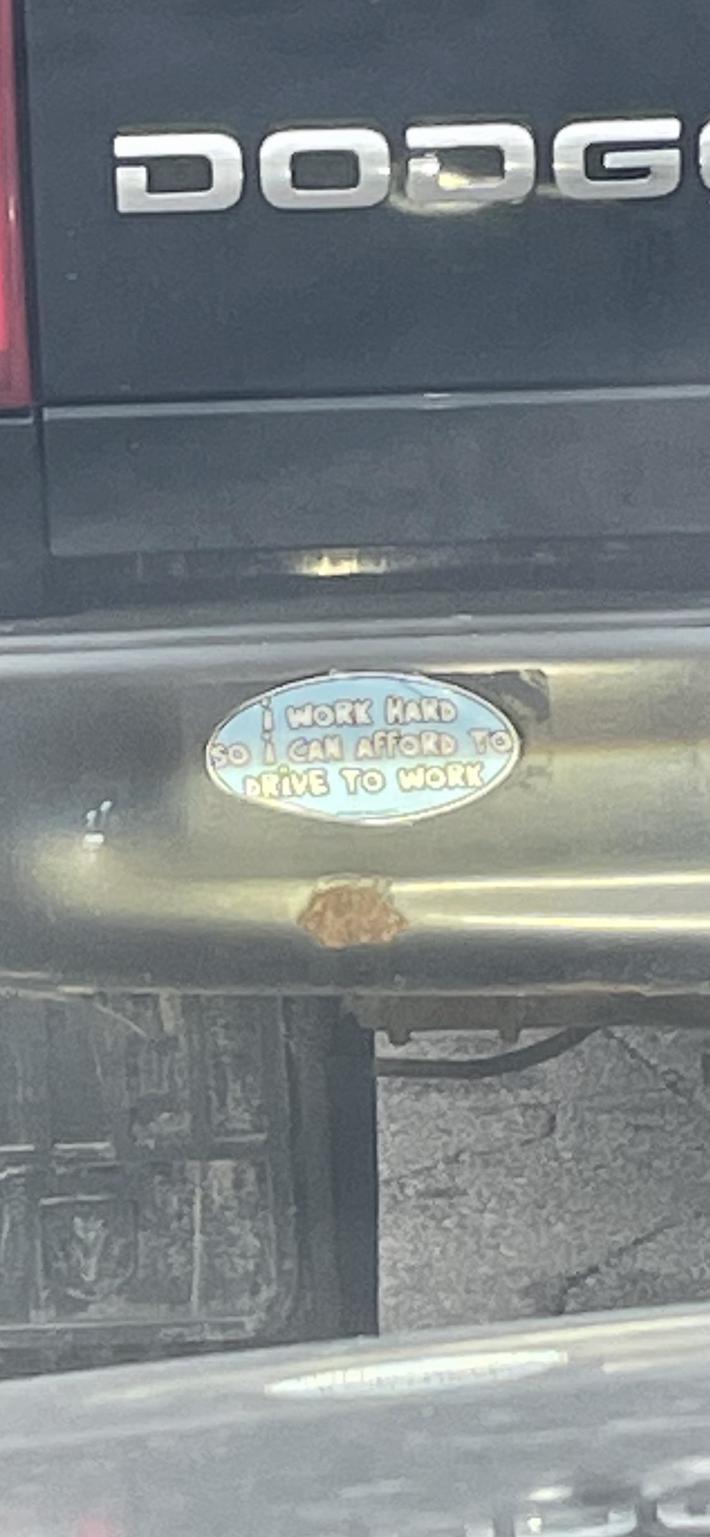 DODG
I WORK HARD
SO I CAN AFFORD TO
DRIVE TO WORK